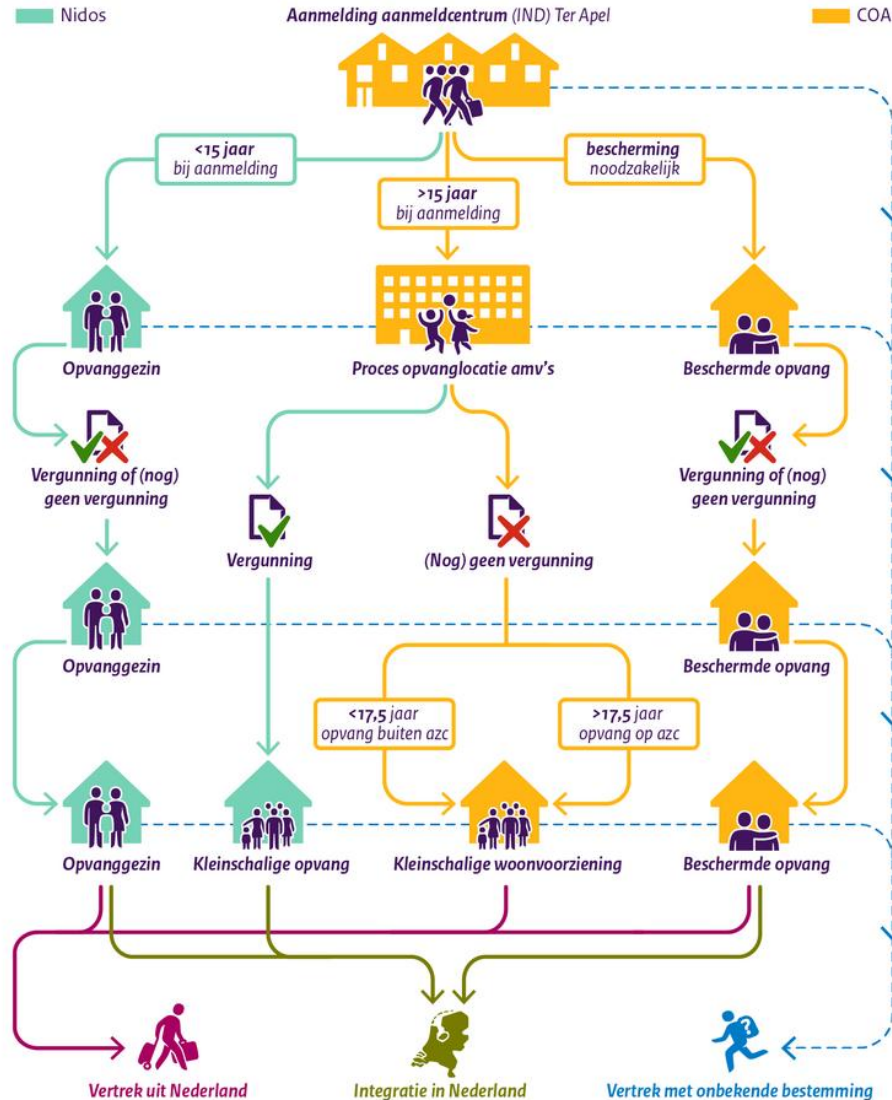 Nidos
Aanmelding aanmeldcentrum (IND) Ter Apel
COA
<15 jaar
bij aanmelding
>15 jaar
bij aanmelding
bescherming
noodzakelijk
Opvanggezin
Proces opvanglocatie amv's
Beschermde opvang
Vergunning of (nog)
geen vergunning
Vergunning
(Nog) geen vergunning
Vergunning of (nog)
geen vergunning
Opvanggezin
Beschermde opvang
<17,5 jaar
opvang buiten azc
>17,5 jaar
opvang op azc
Opvanggezin
Kleinschalige opvang
Kleinschalige woonvoorziening
Beschermde opvang
?
Vertrek uit Nederland
Integratie in Nederland
Vertrek met onbekende bestemming